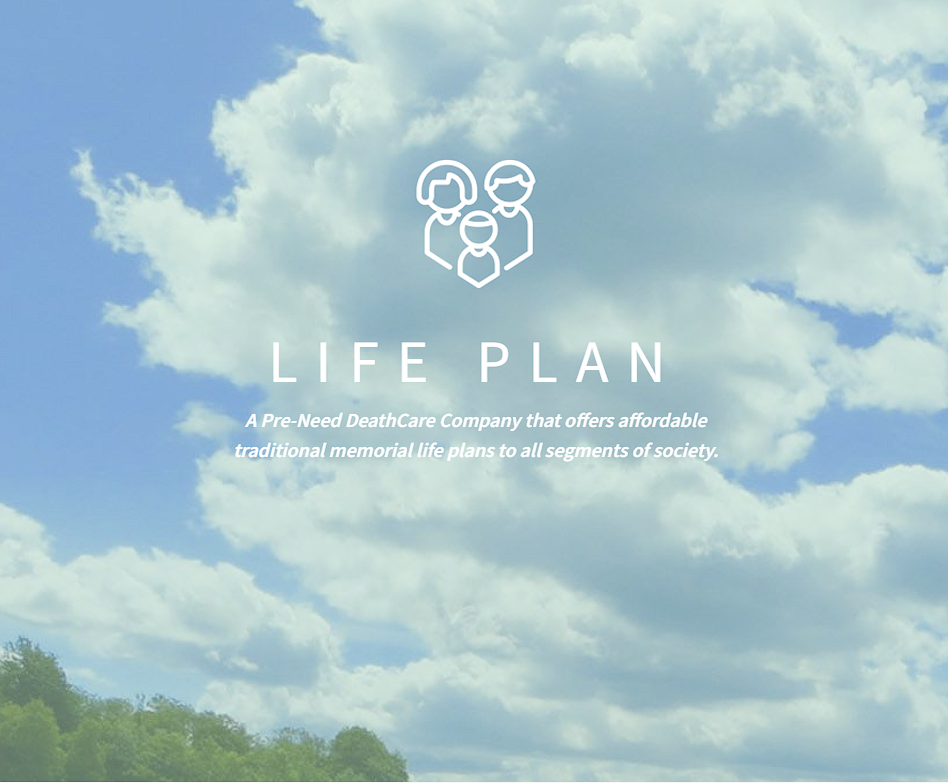 LIFE PLAN
A Pre-Need DeathCare Company that offers affordable
traditional memorial life plans to all segments of society.